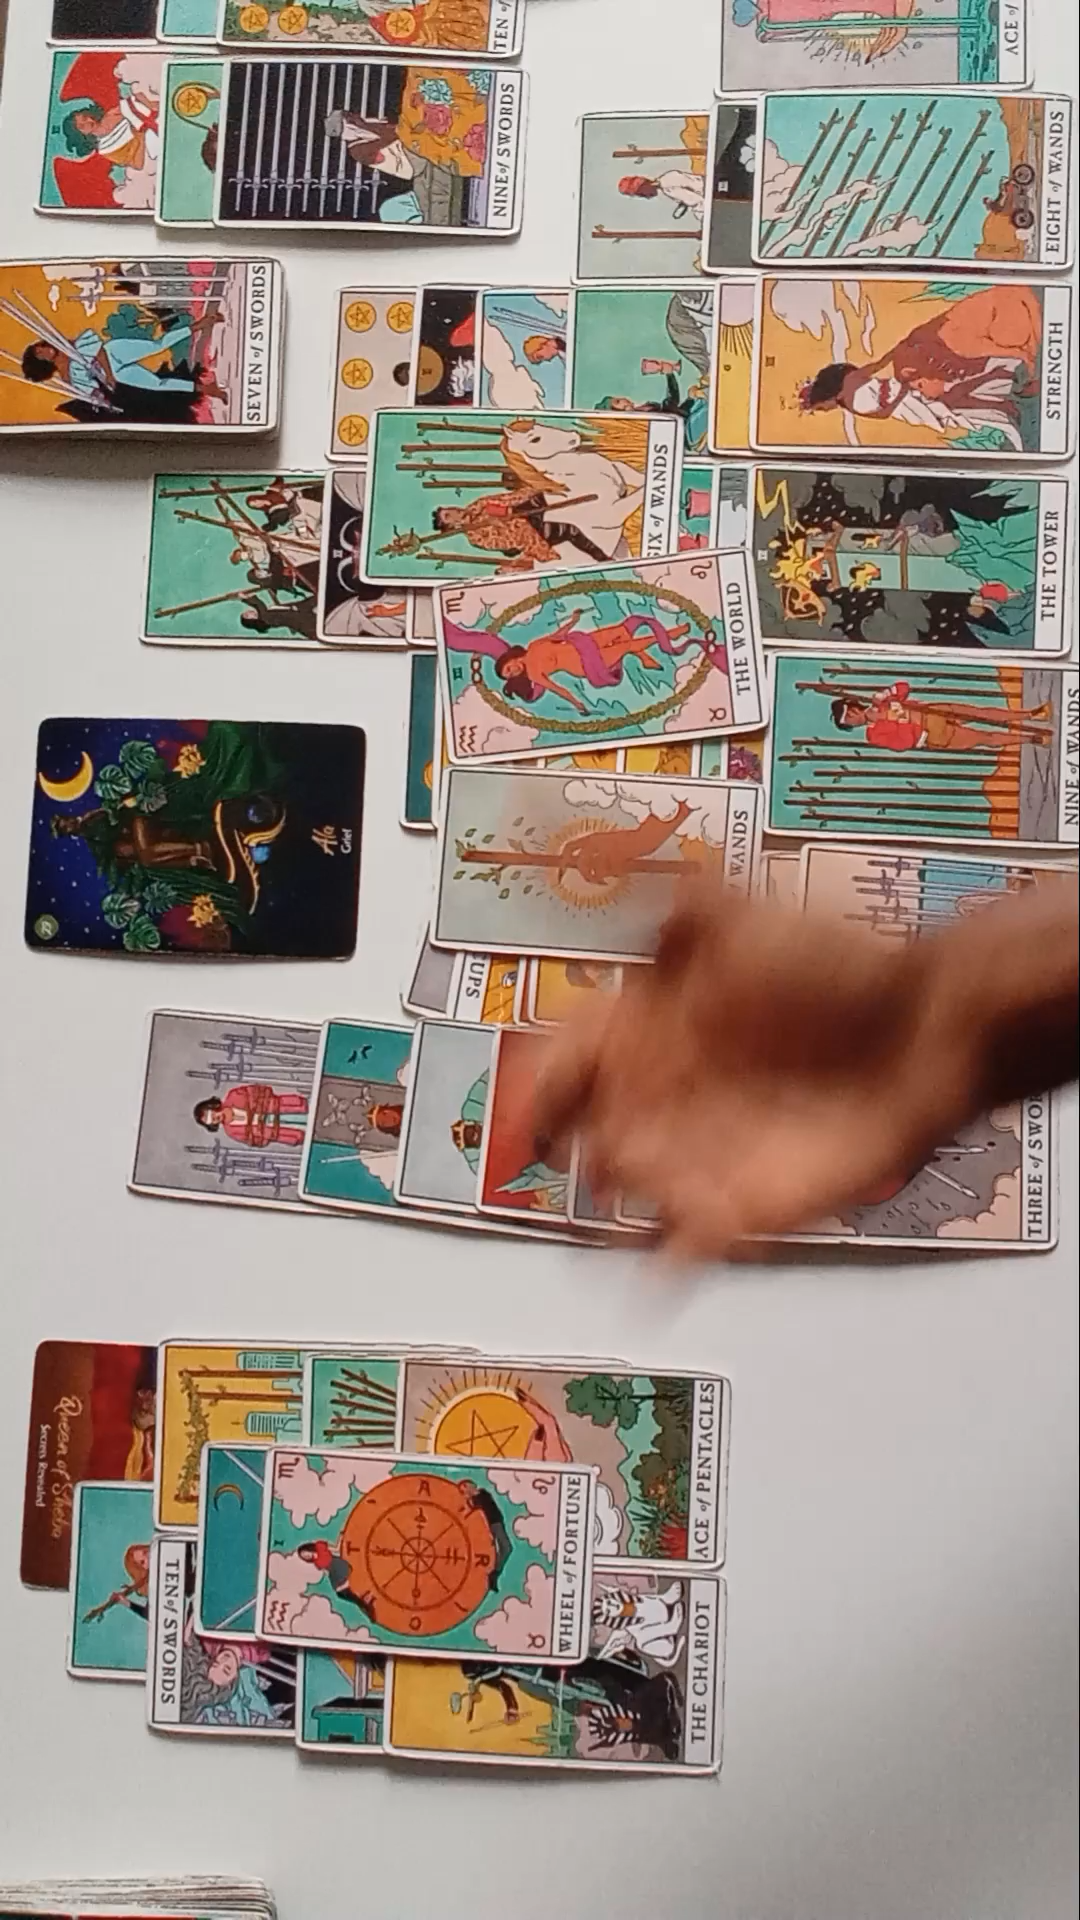 TEN of
ACE of
NINE of SWORDS
EIGHT of WANDS
SEVEN of SWORDS
STRENGTH
SIX of WANDS
THE TOWER
THE WORLD
NINE of WANDS
Ala
Grief
WANDS
CUPS
THREE of SWOR
Queen of Sheba
Secrets Revealed
ACE of PENTACLES
WHEEL of FORTUNE
TEN of SWORDS
THE CHARIOT